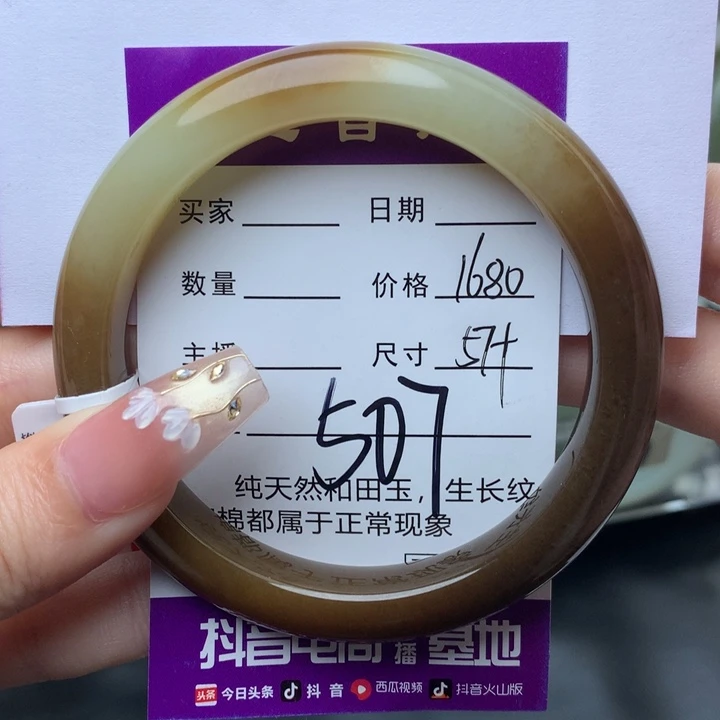 买家 日期
数量 价格 1680
主播 尺寸 57+
507
纯天然和田玉，生长纹
棉都属于正常现象
抖音电商 播 基地
头条 今日头条 抖音 西瓜视频 抖音火山版